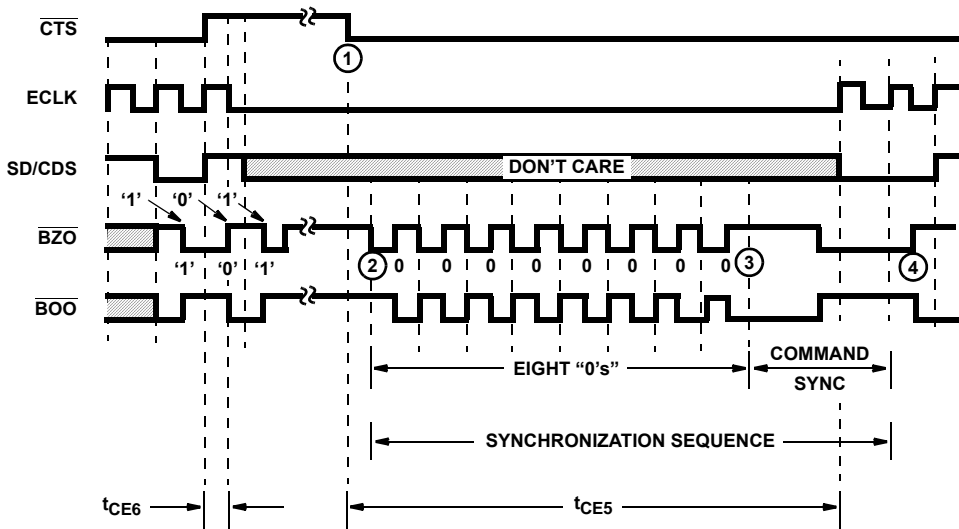 CTS
1
ECLK
SD/CDS
DON'T CARE
'1' '0' '1'
BZO
'1' '0' '1'
2 0 0 0 0 0 0 0 0 3
4
BOO
EIGHT "0's"
COMMAND
SYNC
SYNCHRONIZATION SEQUENCE
tCE6
tCE5